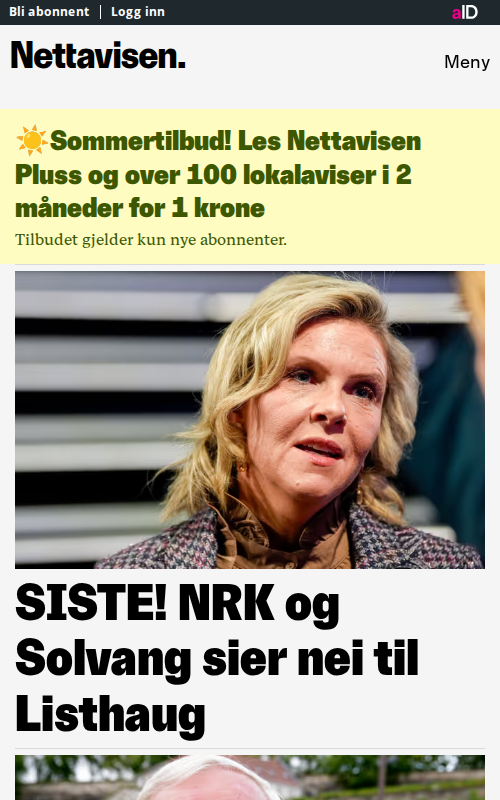 Bli abonnent | Logg inn
aID
Nettavisen.
Meny
☀️Sommertilbud! Les Nettavisen
Pluss og over 100 lokalaviser i 2
måneder for 1 krone
Tilbudet gjelder kun nye abonnenter.
SISTE! NRK og
Solvang sier nei til
Listhaug